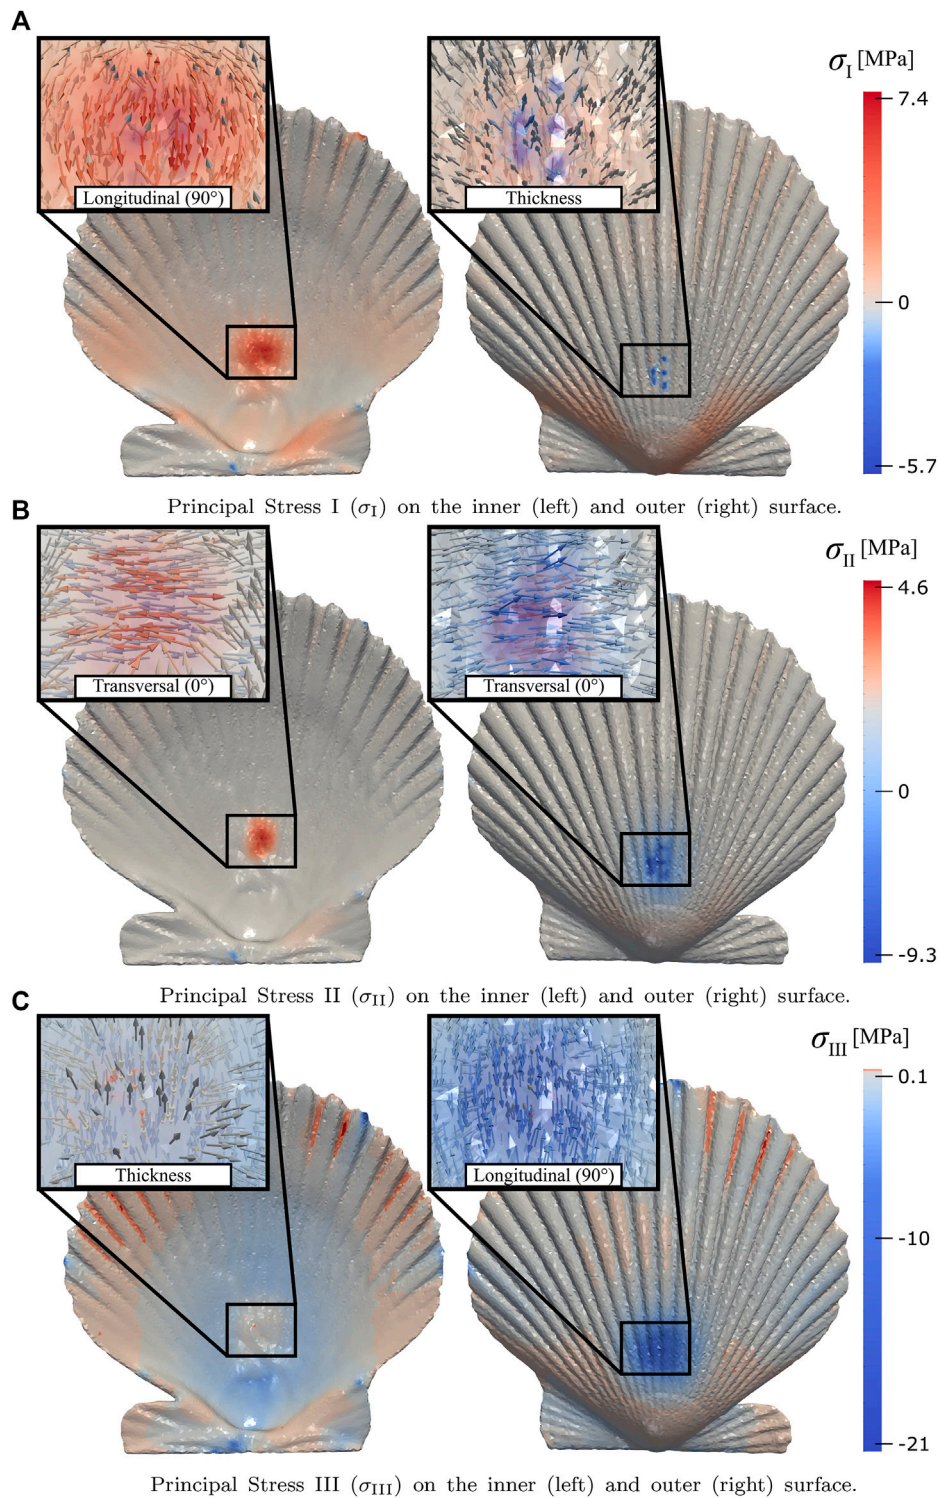 A
σI [MPa]
7.4
0
-5.7
Longitudinal (90°)
Thickness
Principal Stress I (σI) on the inner (left) and outer (right) surface.
B
σII [MPa]
4.6
0
-9.3
Transversal (0°)
Transversal (0°)
Principal Stress II (σII) on the inner (left) and outer (right) surface.
C
σIII [MPa]
0.1
-10
-21
Thickness
Longitudinal (90°)
Principal Stress III (σIII) on the inner (left) and outer (right) surface.